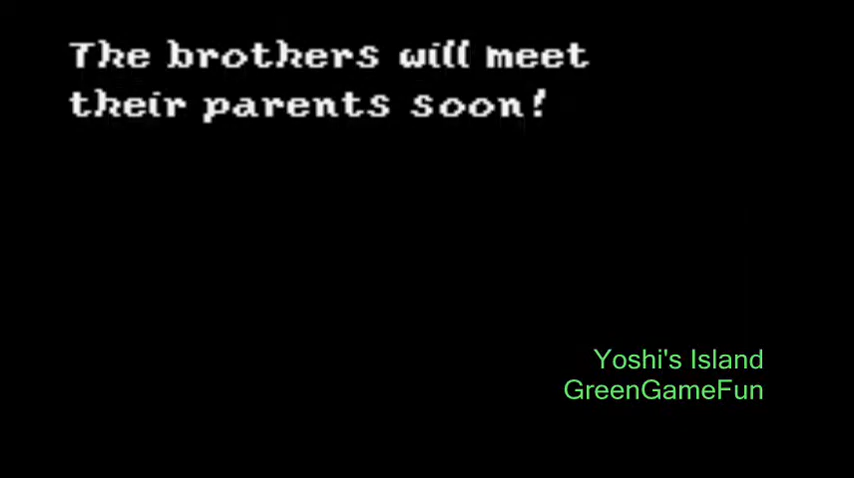 The brothers will meet
their parents soon!
Yoshi's Island
GreenGameFun